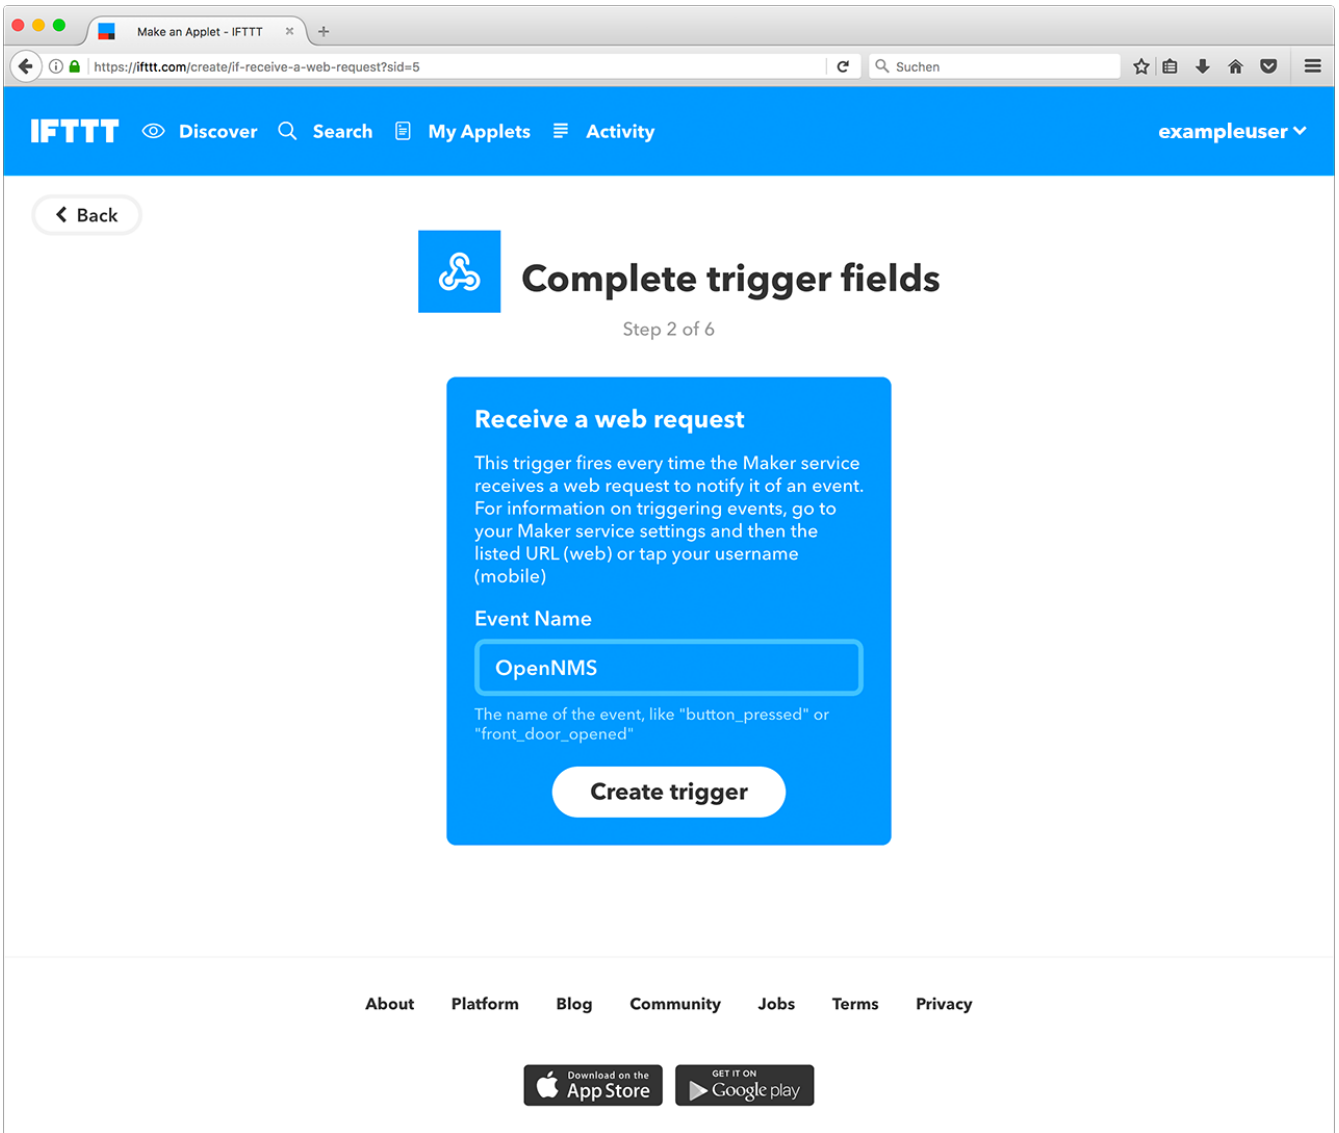 Make an Applet - IFTTT
https://ifttt.com/create/if-receive-a-web-request?sid=5
Suchen
IFTTT Discover Search My Applets Activity exampleuser
Back
Complete trigger fields
Step 2 of 6
Receive a web request
This trigger fires every time the Maker service
receives a web request to notify it of an event.
For information on triggering events, go to
your Maker service settings and then the
listed URL (web) or tap your username
(mobile)
Event Name
OpenNMS
The name of the event, like "button_pressed" or
"front_door_opened"
Create trigger
About Platform Blog Community Jobs Terms Privacy
Download on the
App Store
GET IT ON
Google play